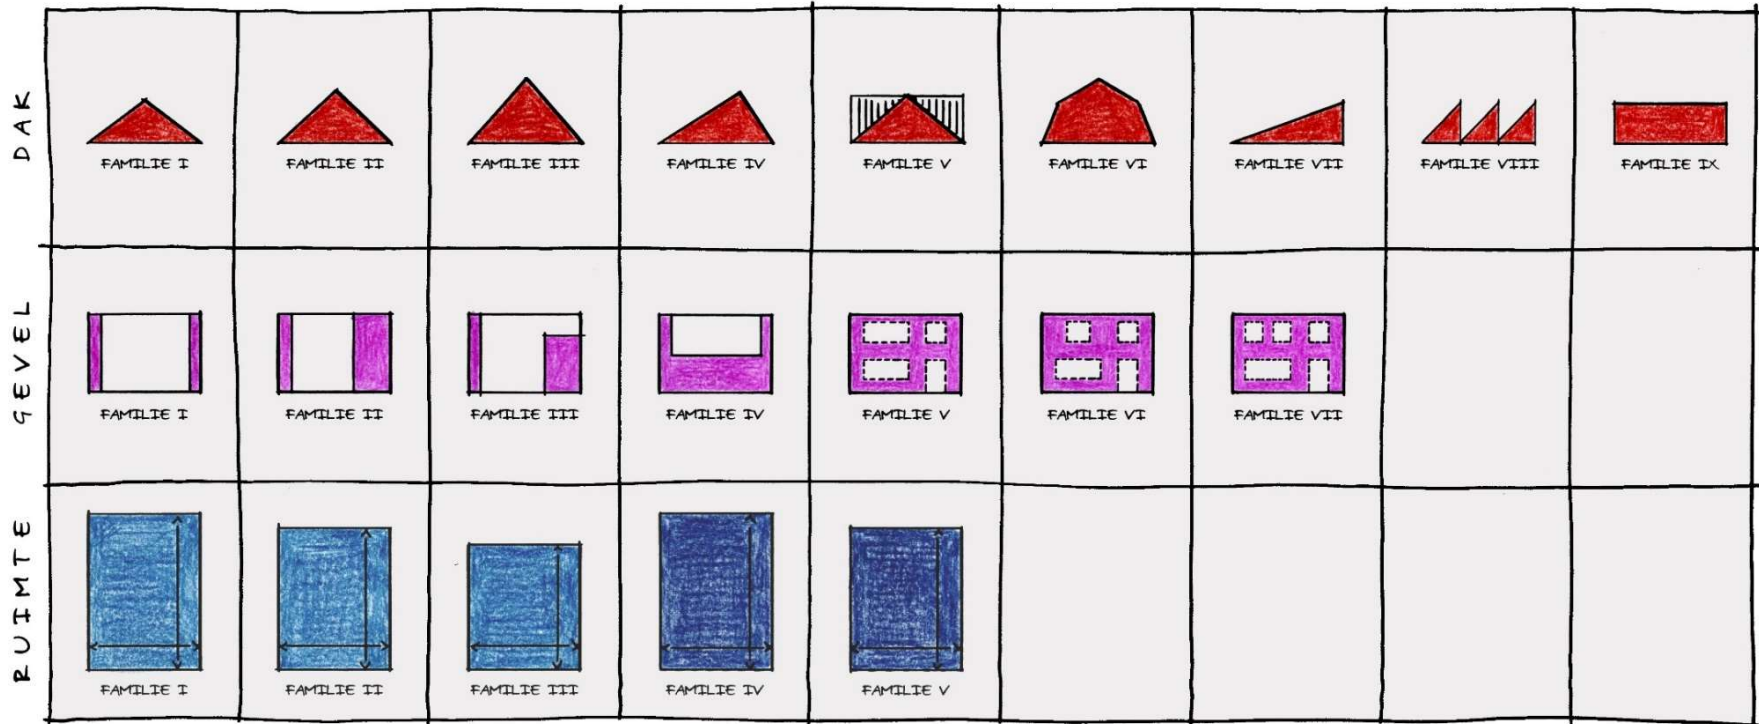 DAK
FAMILIE I
FAMILIE II
FAMILIE III
FAMILIE IV
FAMILIE V
FAMILIE VI
FAMILIE VII
FAMILIE VIII
FAMILIE IX
GEVEL
FAMILIE I
FAMILIE II
FAMILIE III
FAMILIE IV
FAMILIE V
FAMILIE VI
FAMILIE VII
RUIMTE
FAMILIE I
FAMILIE II
FAMILIE III
FAMILIE IV
FAMILIE V